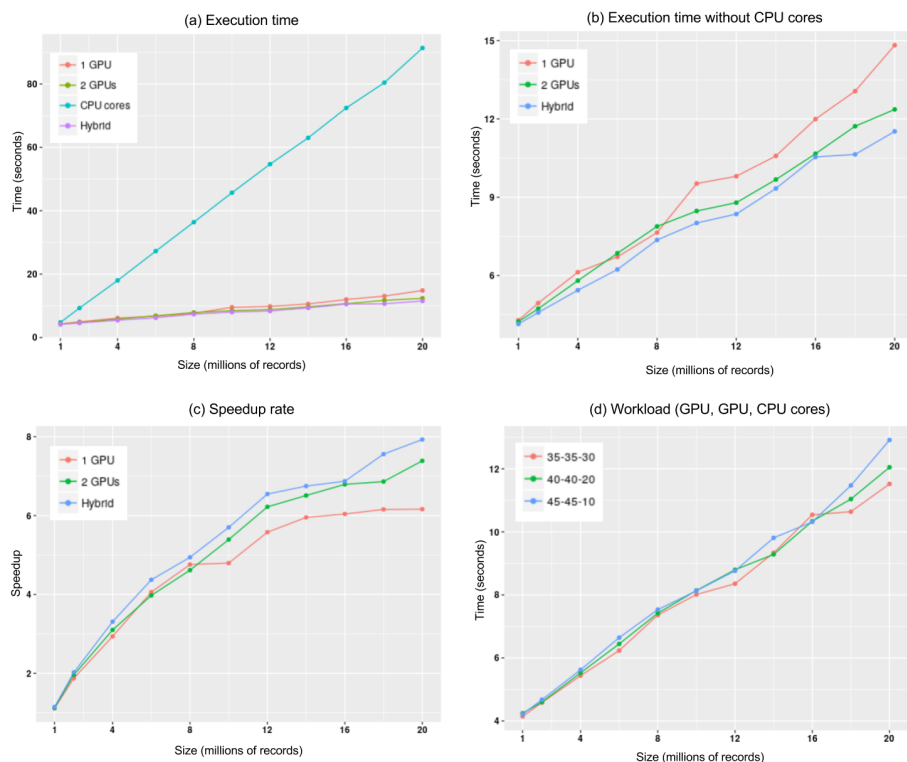 (a) Execution time
80
60
40
20
0
Time (seconds)
1 GPU
2 GPUs
CPU cores
Hybrid
1 4 8 12 16 20
Size (millions of records)
(b) Execution time without CPU cores
15
12
9
6
Time (seconds)
1 GPU
2 GPUs
Hybrid
1 4 8 12 16 20
Size (millions of records)
(c) Speedup rate
8
6
4
2
Speedup
1 GPU
2 GPUs
Hybrid
1 4 8 12 16 20
Size (millions of records)
(d) Workload (GPU, GPU, CPU cores)
12
10
8
6
4
Time (seconds)
35-35-30
40-40-20
45-45-10
1 4 8 12 16 20
Size (millions of records)